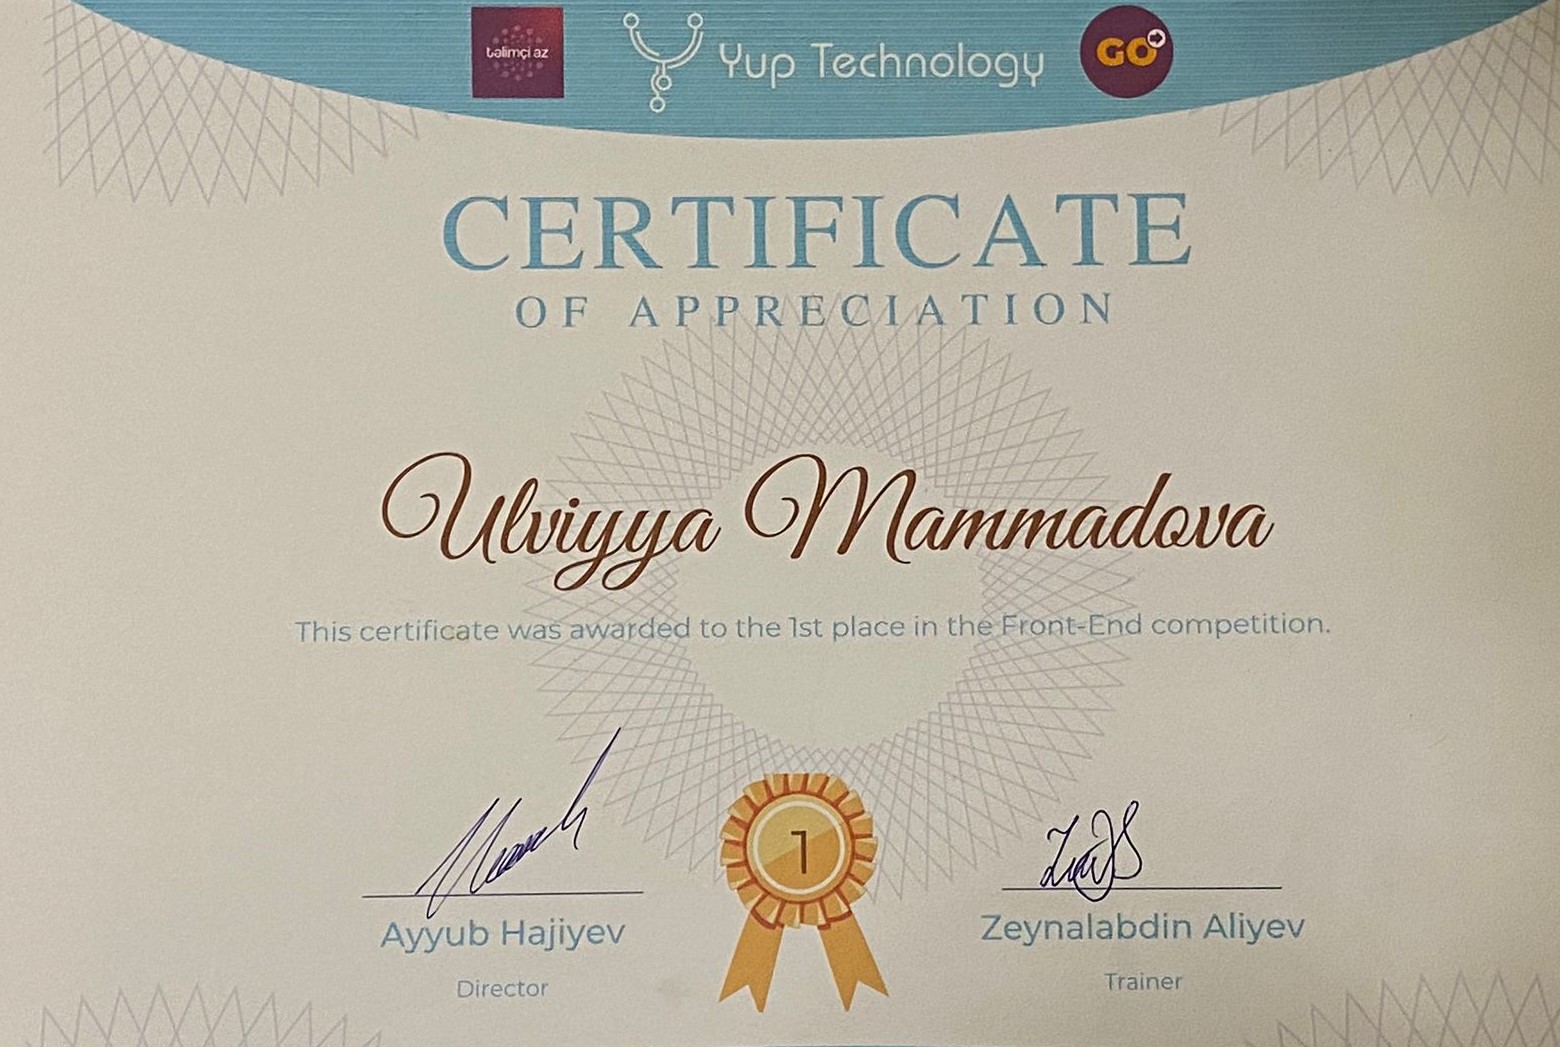 təlimçi az
Yup Technology
GO
CERTIFICATE
OF APPRECIATION
Ulviyya Mammadova
This certificate was awarded to the 1st place in the Front-End competition.
1
Ayyub Hajiyev
Zeynalabdin Aliyev
Director
Trainer